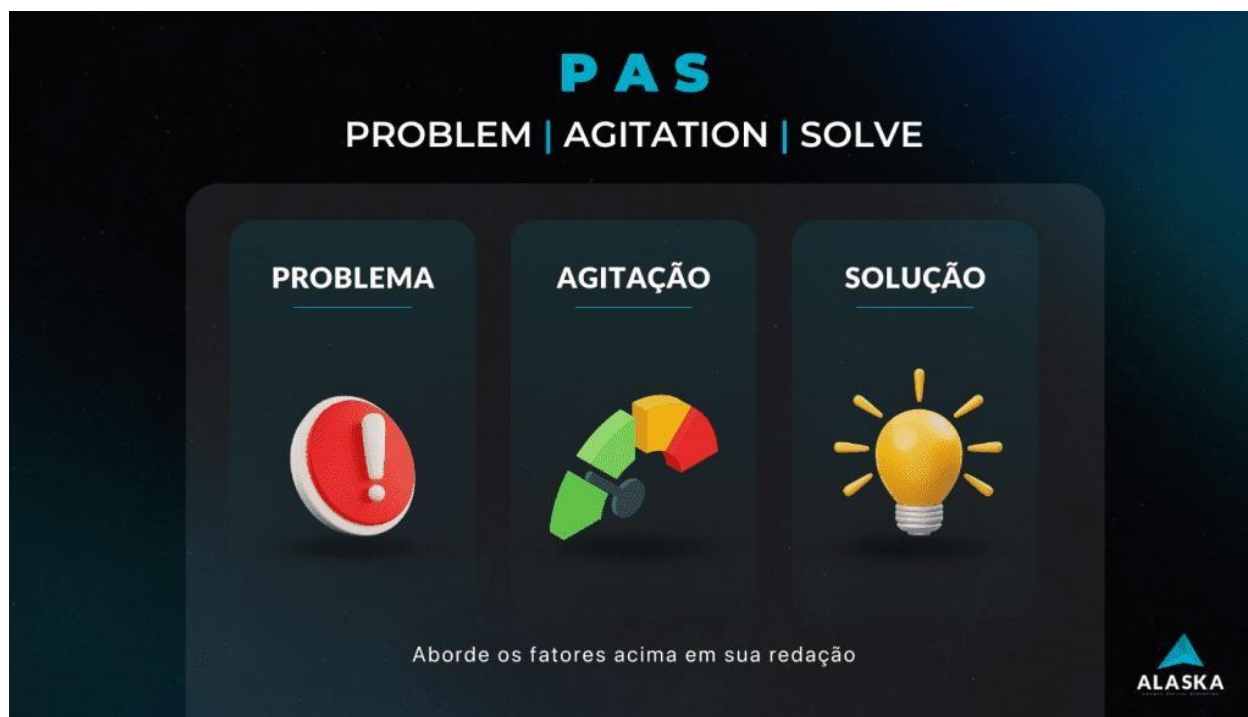 PAS
PROBLEM | AGITATION | SOLVE
PROBLEMA
AGITAÇÃO
SOLUÇÃO
Aborde os fatores acima em sua redação
ALASKA